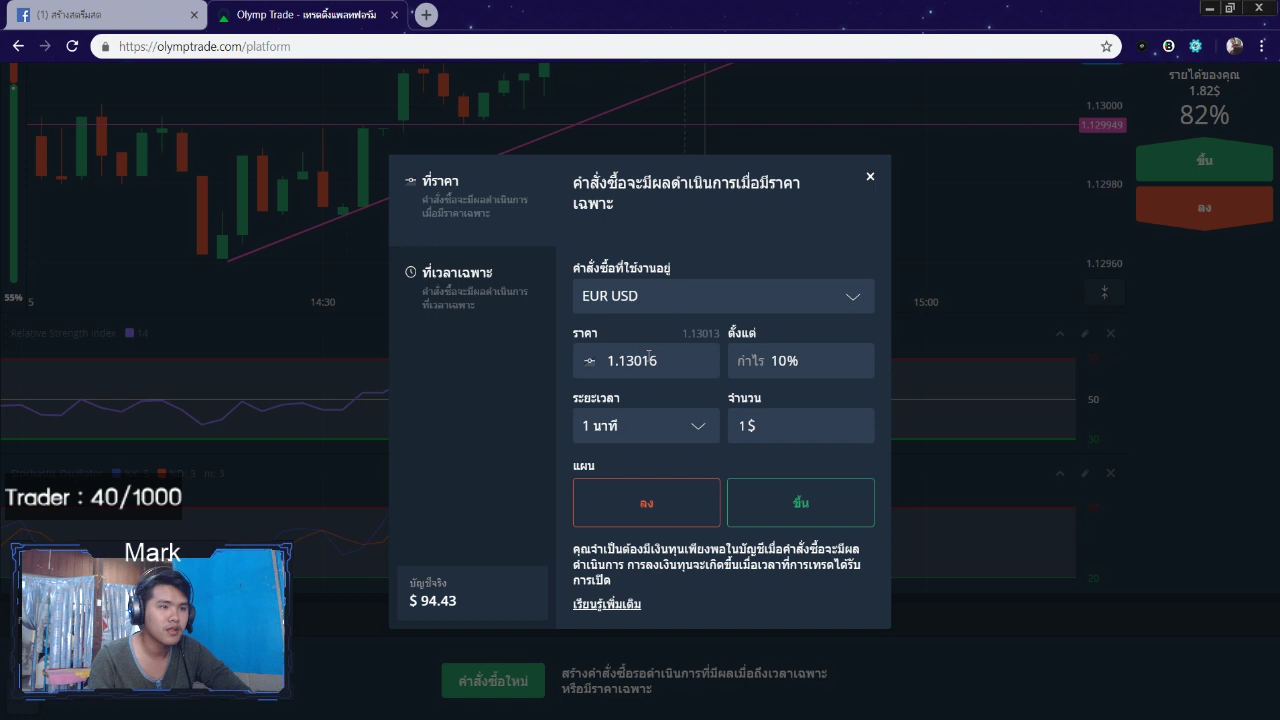 (1) สร้างสตรีมสด
Olymp Trade - เทรดดิ้งแพลทฟอร์ม
https://olymptrade.com/platform
รายได้ของคุณ
1.82$
82%
ขึ้น
ลง
1.13000
1.129949
1.12980
1.12960
55%
5
14:30
15:00
ที่ราคา
คำสั่งซื้อจะมีผลดำเนินการ
เมื่อมีราคาเฉพาะ
ที่เวลาเฉพาะ
คำสั่งซื้อจะมีผลดำเนินการ
ที่เวลาเฉพาะ
คำสั่งซื้อจะมีผลดำเนินการเมื่อมีราคา
เฉพาะ
คำสั่งซื้อที่ใช้งานอยู่
EUR USD
ราคา 1.13013 ตั้งแต่
1.13016 กำไร 10%
ระยะเวลา จำนวน
1 นาที 1 $
แผน
ลง ขึ้น
คุณจำเป็นต้องมีเงินทุนเพียงพอในบัญชีเมื่อคำสั่งซื้อจะมีผล
ดำเนินการ การลงเงินทุนจะเกิดขึ้นเมื่อเวลาที่การเทรดได้รับ
การเปิด
เรียนรู้เพิ่มเติม
บัญชีจริง
$ 94.43
Relative Strength Index 14
50
30
20
Trader : 40/1000
Mark
คำสั่งซื้อใหม่
สร้างคำสั่งซื้อรอดำเนินการที่มีผลเมื่อถึงเวลาเฉพาะ
หรือมีราคาเฉพาะ